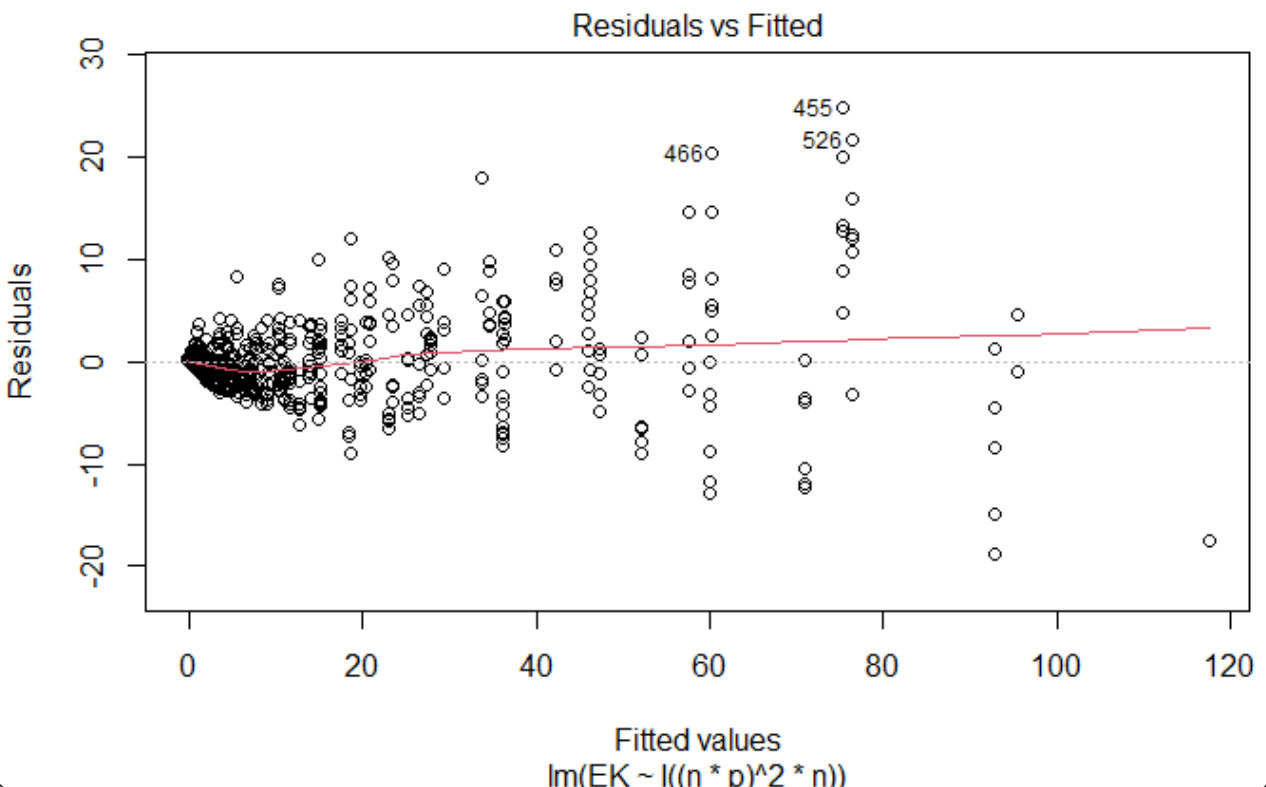 Residuals vs Fitted
30
20
10
0
-10
-20
Residuals
455
526
466
0 20 40 60 80 100 120
Fitted values
lm(EK ~ I((n * p)^2 * n))